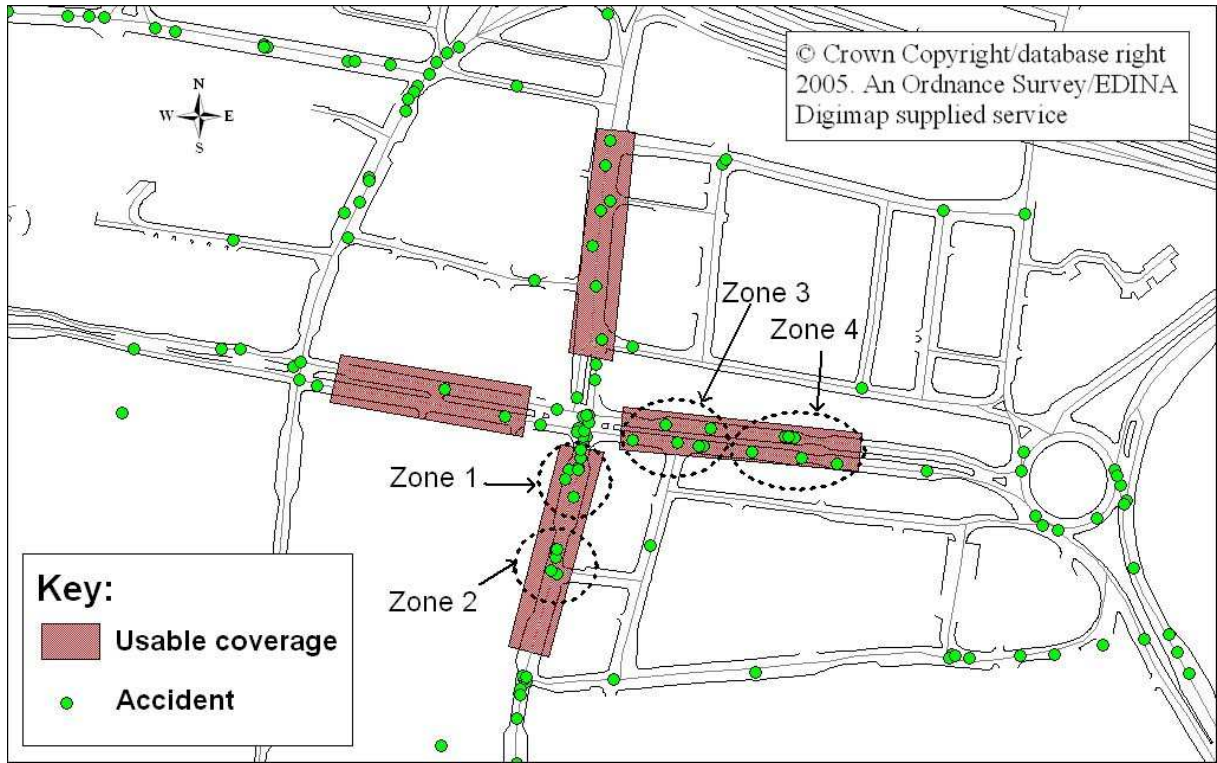 © Crown Copyright/database right
2005. An Ordnance Survey/EDINA
Digimap supplied service
N
W E
S
Zone 3
Zone 4
Zone 1
Zone 2
Key:
Usable coverage
Accident